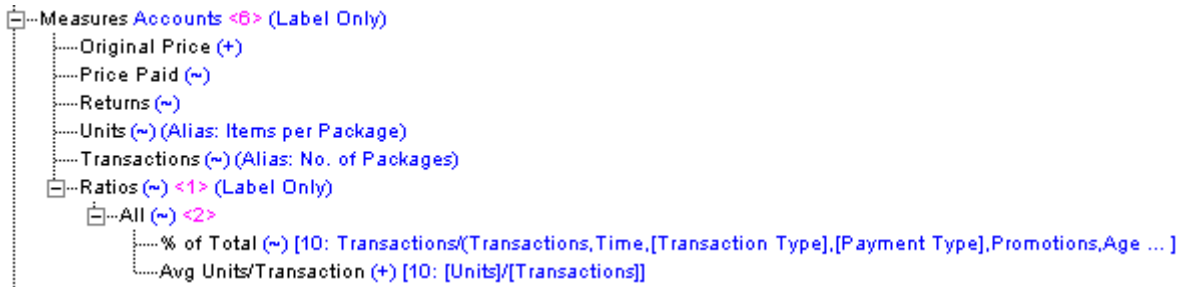 Measures Accounts <6> (Label Only)
Original Price (+)
Price Paid (~)
Returns (~)
Units (~) (Alias: Items per Package)
Transactions (~) (Alias: No. of Packages)
Ratios (~) <1> (Label Only)
All (~) <2>
% of Total (~) [10: Transactions/(Transactions,Time,[Transaction Type],[Payment Type],Promotions,Age ... ]
Avg Units/Transaction (+) [10: [Units]/[Transactions]]